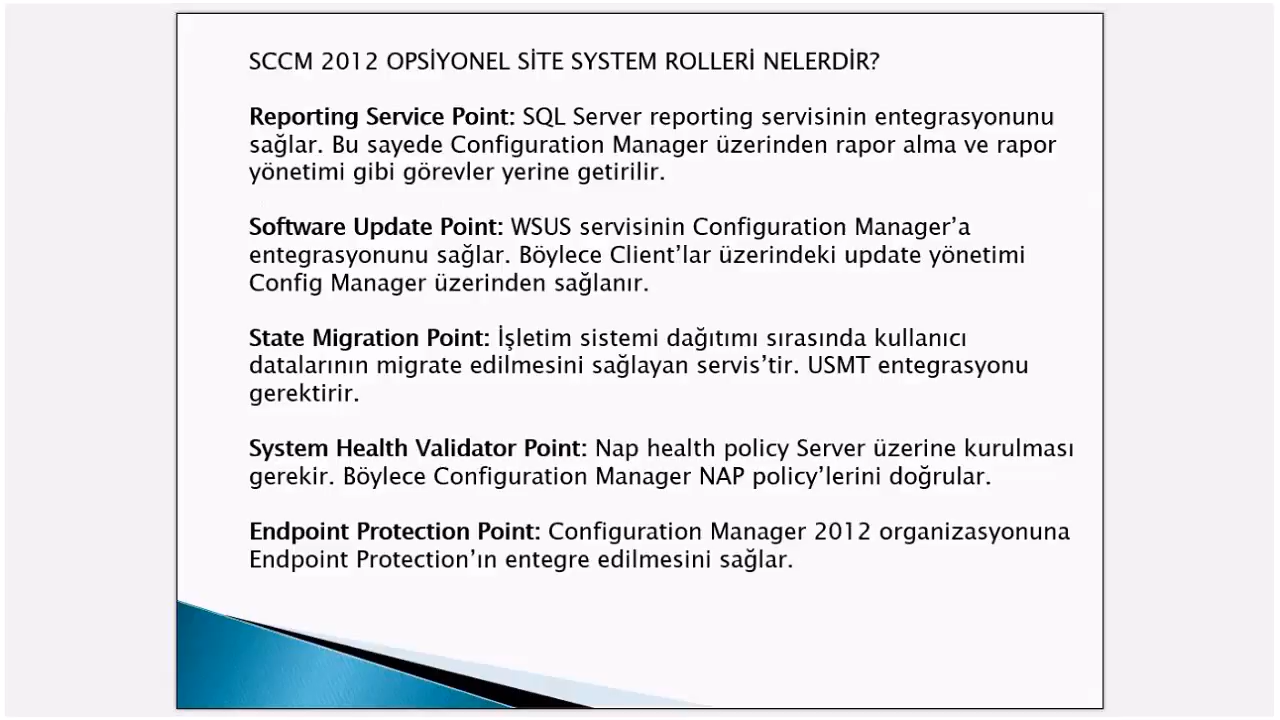 SCCM 2012 OPSİYONEL SİTE SYSTEM ROLLERİ NELERDİR?
Reporting Service Point: SQL Server reporting servisinin entegrasyonunu
sağlar. Bu sayede Configuration Manager üzerinden rapor alma ve rapor
yönetimi gibi görevler yerine getirilir.
Software Update Point: WSUS servisinin Configuration Manager’a
entegrasyonunu sağlar. Böylece Client’lar üzerindeki update yönetimi
Config Manager üzerinden sağlanır.
State Migration Point: İşletim sistemi dağıtımı sırasında kullanıcı
datalarının migrate edilmesini sağlayan servis’tir. USMT entegrasyonu
gerektirir.
System Health Validator Point: Nap health policy Server üzerine kurulması
gerekir. Böylece Configuration Manager NAP policy’lerini doğrular.
Endpoint Protection Point: Configuration Manager 2012 organizasyonuna
Endpoint Protection’ın entegre edilmesini sağlar.